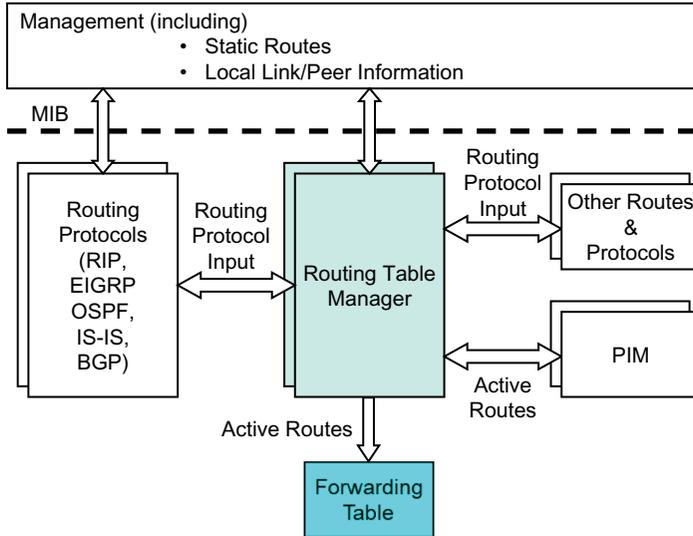 Management (including)
• Static Routes
• Local Link/Peer Information
MIB
Routing
Protocols
(RIP,
EIGRP
OSPF,
IS-IS,
BGP)
Routing
Protocol
Input
Routing Table
Manager
Routing
Protocol
Input
Other Routes
&
Protocols
PIM
Active
Routes
Active Routes
Forwarding
Table